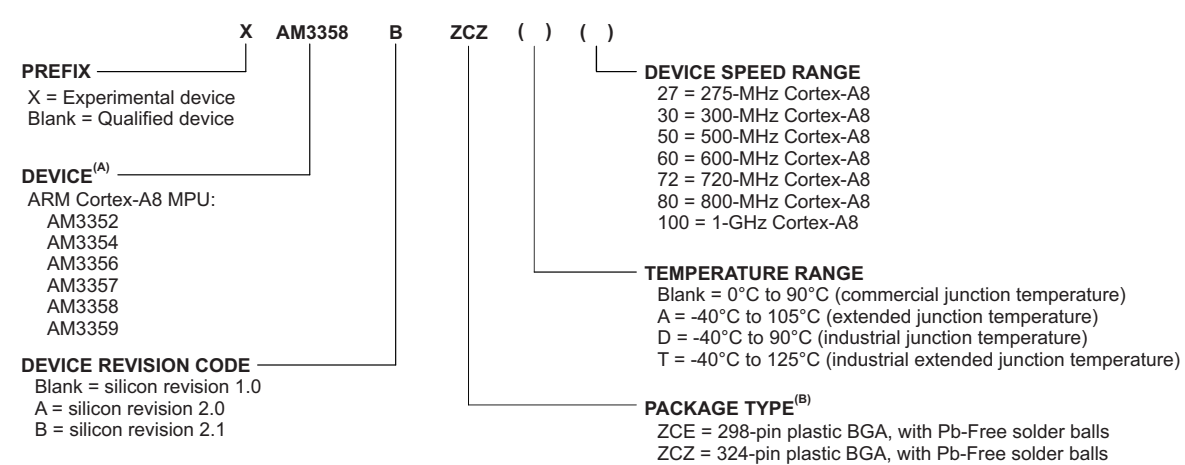 X AM3358 B ZCZ ( ) ( )
PREFIX
X = Experimental device
Blank = Qualified device
DEVICE(A)
ARM Cortex-A8 MPU:
AM3352
AM3354
AM3356
AM3357
AM3358
AM3359
DEVICE REVISION CODE
Blank = silicon revision 1.0
A = silicon revision 2.0
B = silicon revision 2.1
DEVICE SPEED RANGE
27 = 275-MHz Cortex-A8
30 = 300-MHz Cortex-A8
50 = 500-MHz Cortex-A8
60 = 600-MHz Cortex-A8
72 = 720-MHz Cortex-A8
80 = 800-MHz Cortex-A8
100 = 1-GHz Cortex-A8
TEMPERATURE RANGE
Blank = 0°C to 90°C (commercial junction temperature)
A = -40°C to 105°C (extended junction temperature)
D = -40°C to 90°C (industrial junction temperature)
T = -40°C to 125°C (industrial extended junction temperature)
PACKAGE TYPE(B)
ZCE = 298-pin plastic BGA, with Pb-Free solder balls
ZCZ = 324-pin plastic BGA, with Pb-Free solder balls